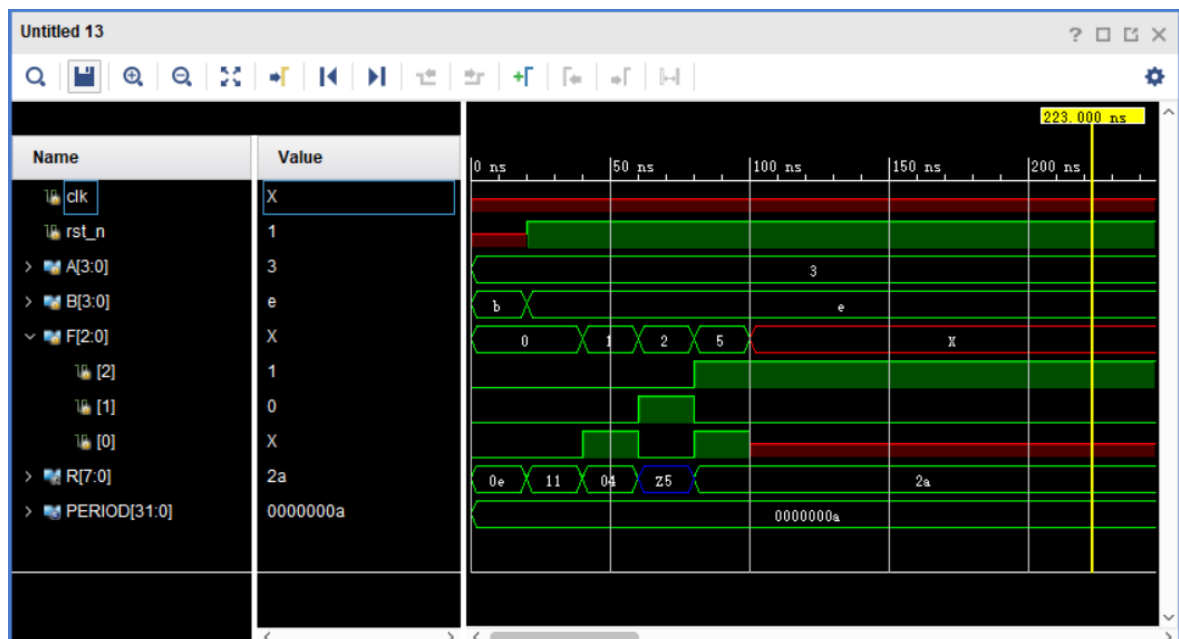 Untitled 13
223.000 ns
Name Value
0 ns 50 ns 100 ns 150 ns 200 ns
clk X
rst_n 1
A[3:0] 3 3
B[3:0] e b e
F[2:0] X 0 1 2 5 X
[2] 1
[1] 0
[0] X
R[7:0] 2a 0e 11 04 Z5 2a
PERIOD[31:0] 0000000a 0000000a